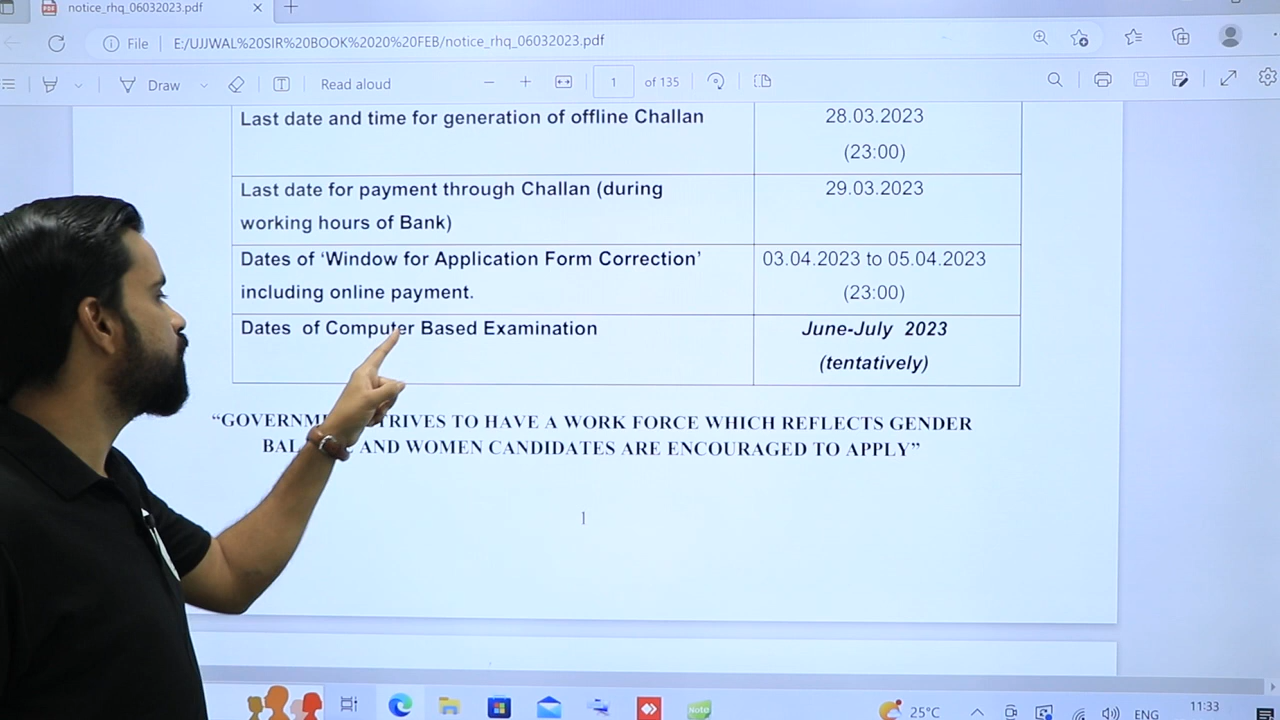 notice_rhq_06032023.pdf
File
E:/UJJWAL%20SIR%20BOOK%2020%20FEB/notice_rhq_06032023.pdf
Draw
Read aloud
1 of 135
Last date and time for generation of offline Challan
28.03.2023
(23:00)
Last date for payment through Challan (during
working hours of Bank)
29.03.2023
Dates of ‘Window for Application Form Correction’
including online payment.
03.04.2023 to 05.04.2023
(23:00)
Dates of Computer Based Examination
June-July 2023
(tentatively)
TRIVES TO HAVE A WORK FORCE WHICH REFLECTS GENDER
AND WOMEN CANDIDATES ARE ENCOURAGED TO APPLY”
1
25°C
ENG
11:33